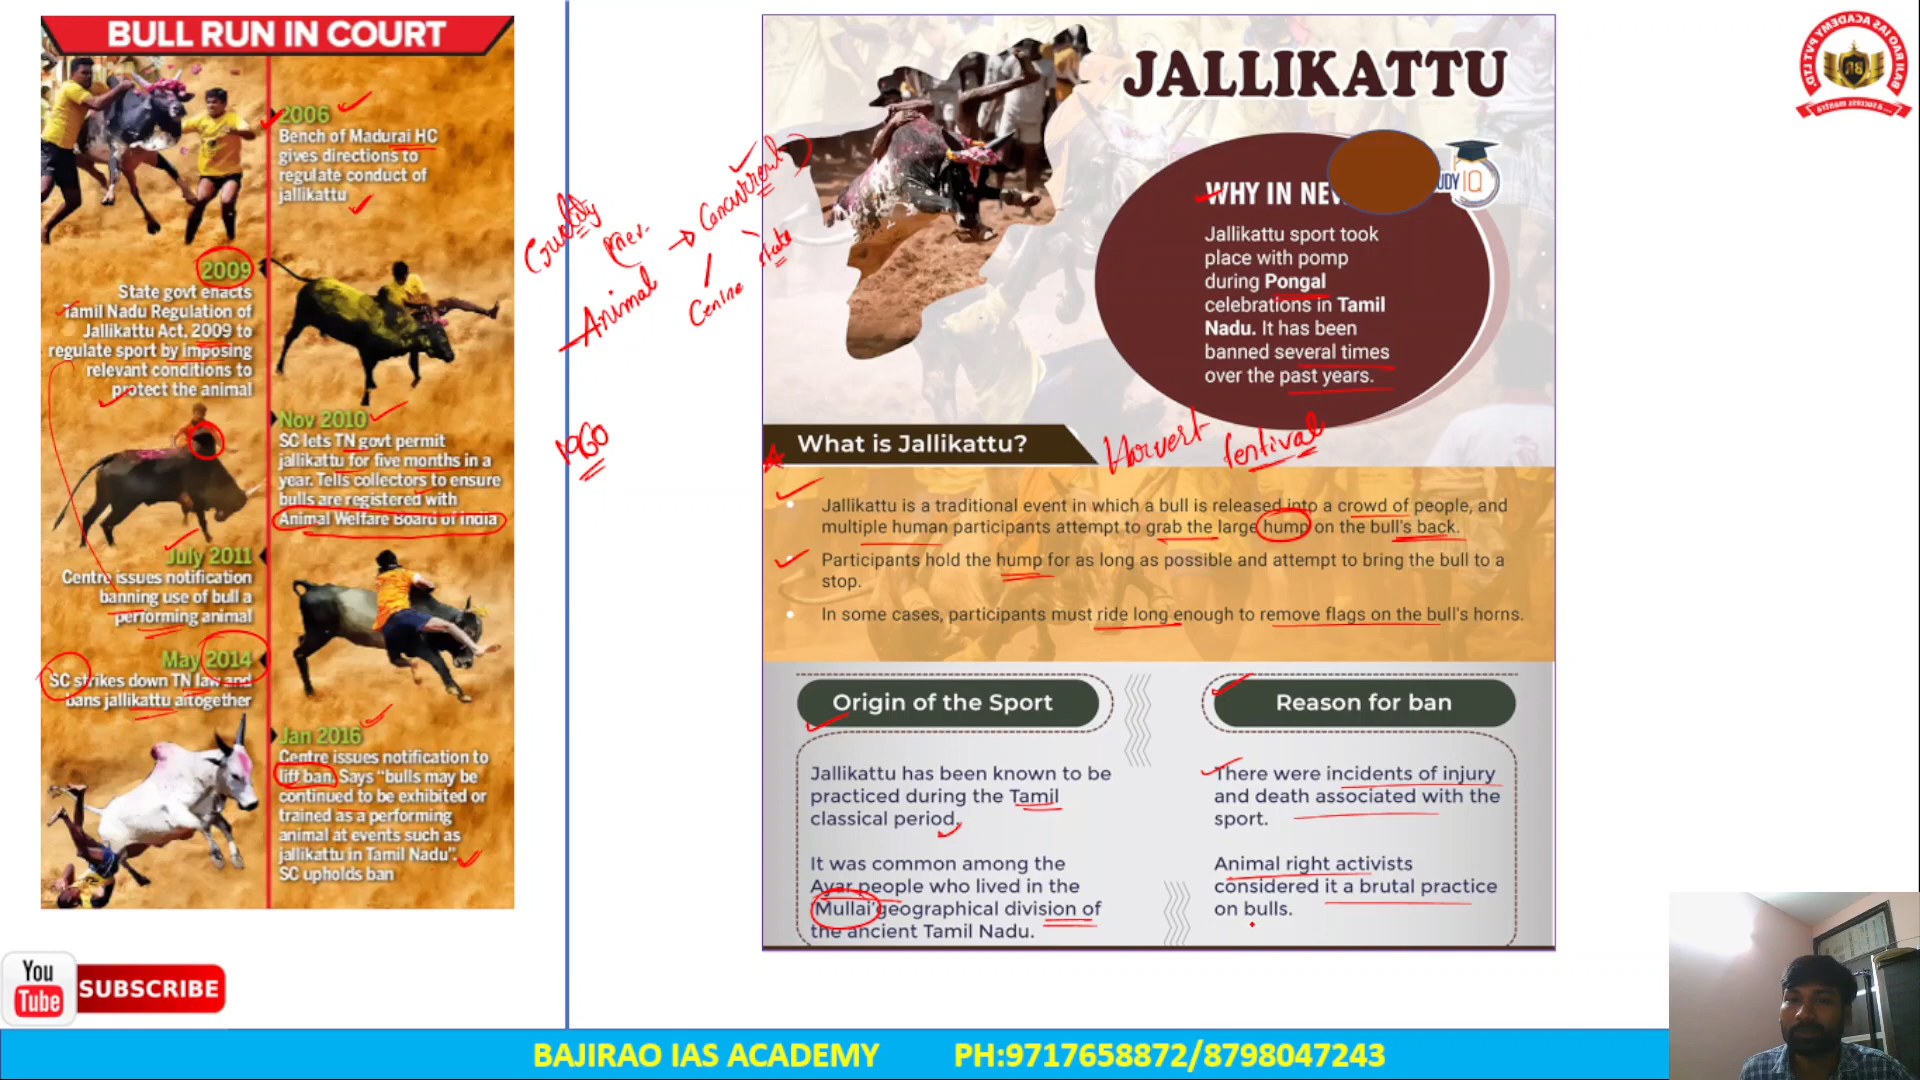 BULL RUN IN COURT
2006
Bench of Madurai HC
gives directions to
regulate conduct of
jallikattu
2009
State govt enacts
Tamil Nadu Regulation of
Jallikattu Act, 2009 to
regulate sport by imposing
relevant conditions to
protect the animal
Nov 2010
SC lets TN govt permit
jallikattu for five months in a
year. Tells collectors to ensure
bulls are registered with
Animal Welfare Board of India
July 2011
Centre issues notification
banning use of bull a
performing animal
May 2014
SC strikes down TN law and
bans jallikattu altogether
Jan 2016
Centre issues notification to
lift ban. Says “bulls may be
continued to be exhibited or
trained as a performing
animal at events such as
jallikattu in Tamil Nadu”.
SC upholds ban
Animal
Concurrent
Centre
State
1960
JALLIKATTU
WHY IN NEW
UDY IQ
Jallikattu sport took
place with pomp
during Pongal
celebrations in Tamil
Nadu. It has been
banned several times
over the past years.
Harvest festival
What is Jallikattu?
Jallikattu is a traditional event in which a bull is released into a crowd of people, and
multiple human participants attempt to grab the large hump on the bull's back.
Participants hold the hump for as long as possible and attempt to bring the bull to a
stop.
In some cases, participants must ride long enough to remove flags on the bull's horns.
Origin of the Sport
Jallikattu has been known to be
practiced during the Tamil
classical period.
It was common among the
Ayar people who lived in the
‘Mullai’ geographical division of
the ancient Tamil Nadu.
Reason for ban
There were incidents of injury
and death associated with the
sport.
Animal right activists
considered it a brutal practice
on bulls.
BAJIRAO IAS ACADEMY PVT LTD.
BR
....A success mantra
You
Tube
SUBSCRIBE
BAJIRAO IAS ACADEMY PH:9717658872/8798047243